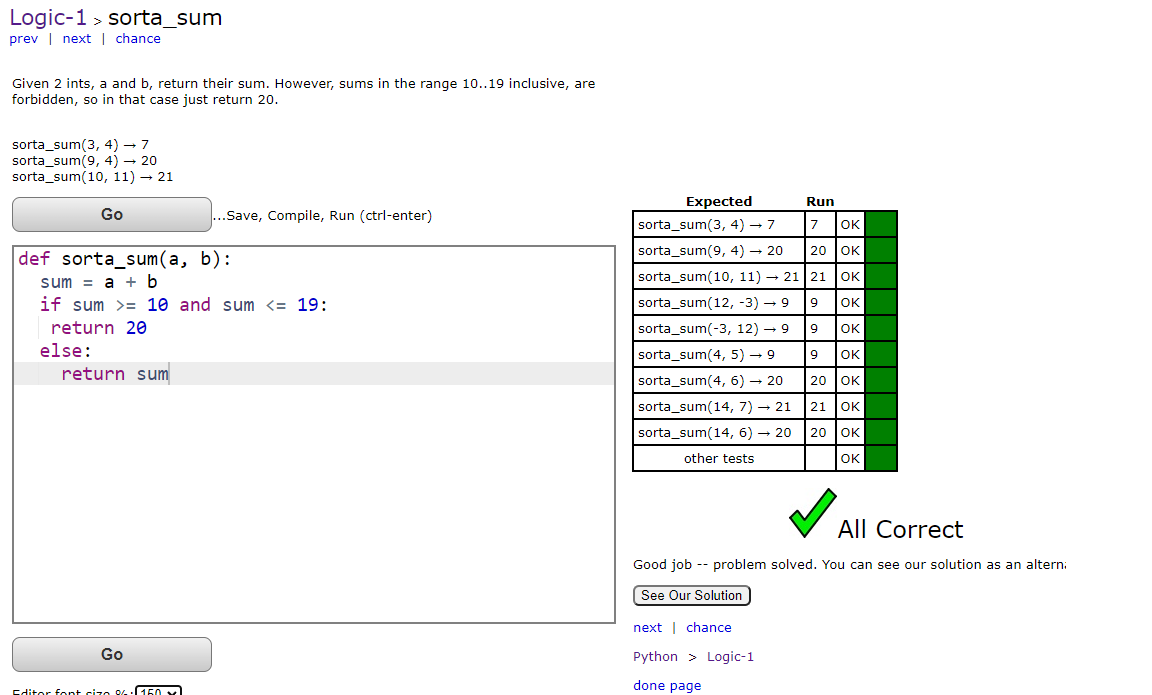 Logic-1 > sorta_sum
prev | next | chance
Given 2 ints, a and b, return their sum. However, sums in the range 10..19 inclusive, are
forbidden, so in that case just return 20.
sorta_sum(3, 4) → 7
sorta_sum(9, 4) → 20
sorta_sum(10, 11) → 21
Go
...Save, Compile, Run (ctrl-enter)
def sorta_sum(a, b):
  sum = a + b
  if sum >= 10 and sum <= 19:
   return 20
  else:
    return sum
Go
Editor font size %: 150
Expected Run
sorta_sum(3, 4) → 7 7 OK
sorta_sum(9, 4) → 20 20 OK
sorta_sum(10, 11) → 21 21 OK
sorta_sum(12, -3) → 9 9 OK
sorta_sum(-3, 12) → 9 9 OK
sorta_sum(4, 5) → 9 9 OK
sorta_sum(4, 6) → 20 20 OK
sorta_sum(14, 7) → 21 21 OK
sorta_sum(14, 6) → 20 20 OK
other tests OK
All Correct
Good job -- problem solved. You can see our solution as an alterna
See Our Solution
next | chance
Python > Logic-1
done page